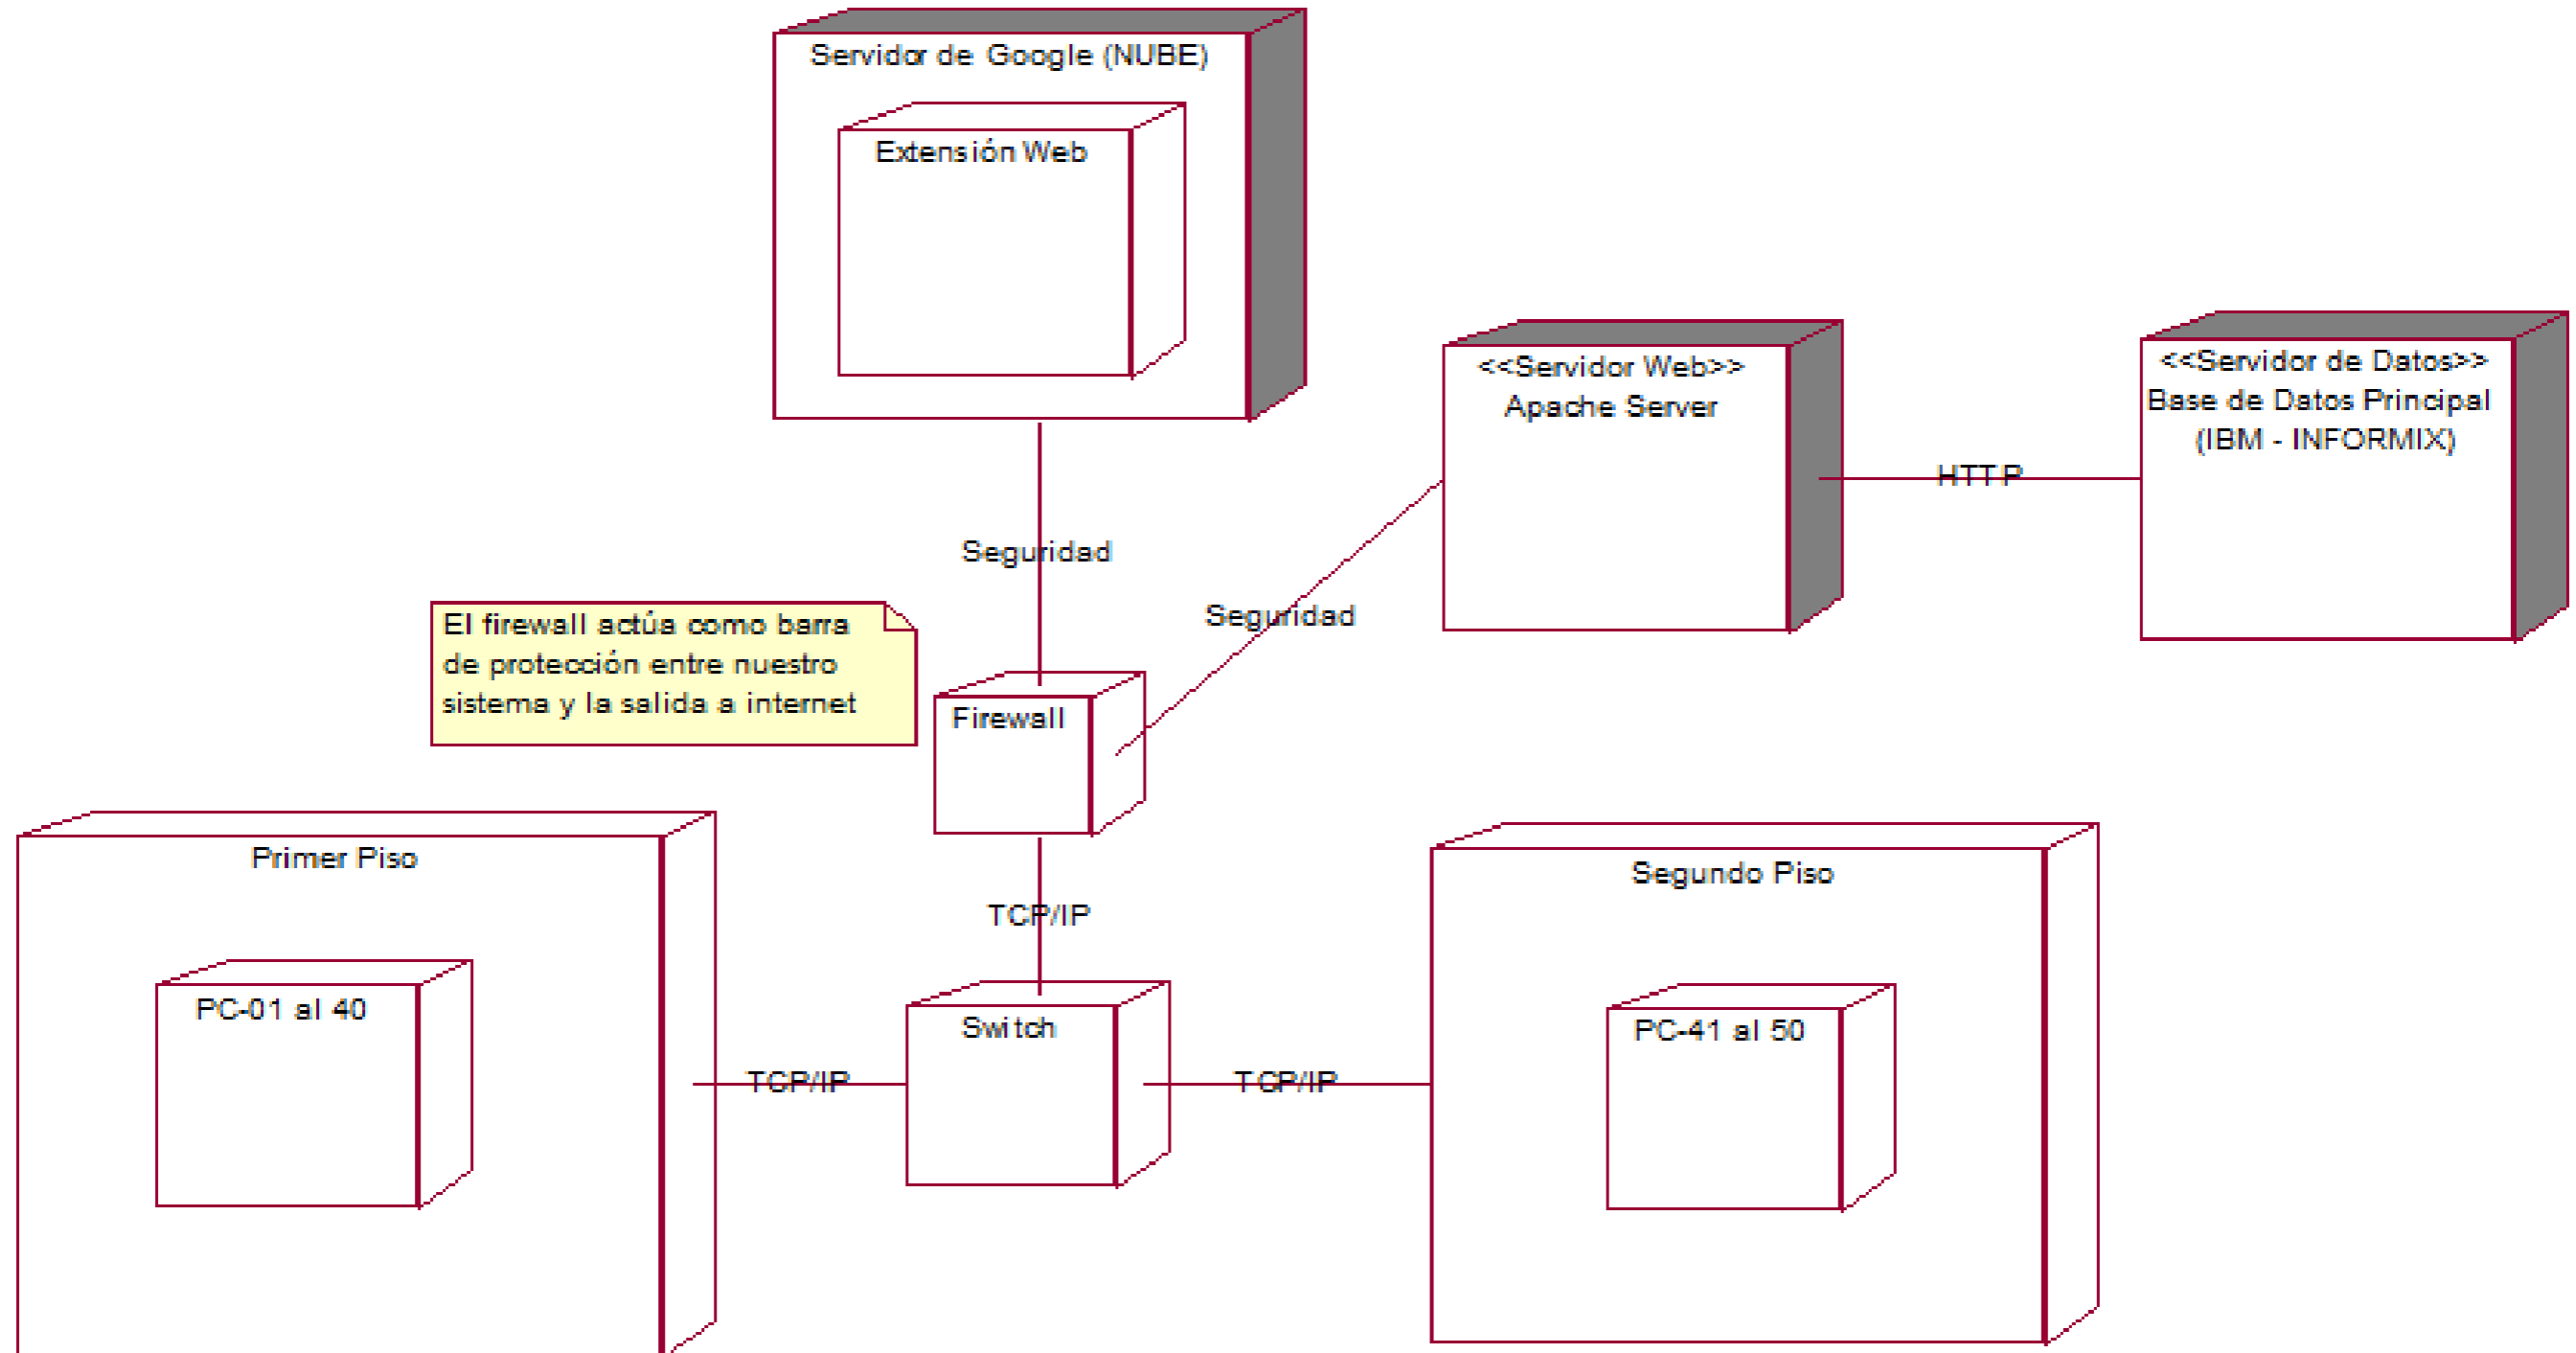 Servidor de Google (NUBE)
Extensión Web
<<Servidor Web>>
Apache Server
<<Servidor de Datos>>
Base de Datos Principal
(IBM - INFORMIX)
HTTP
Seguridad
Seguridad
El firewall actúa como barra
de protección entre nuestro
sistema y la salida a internet
Firewall
Primer Piso
Segundo Piso
TCP/IP
PC-01 al 40
Switch
PC-41 al 50
TCP/IP
TCP/IP